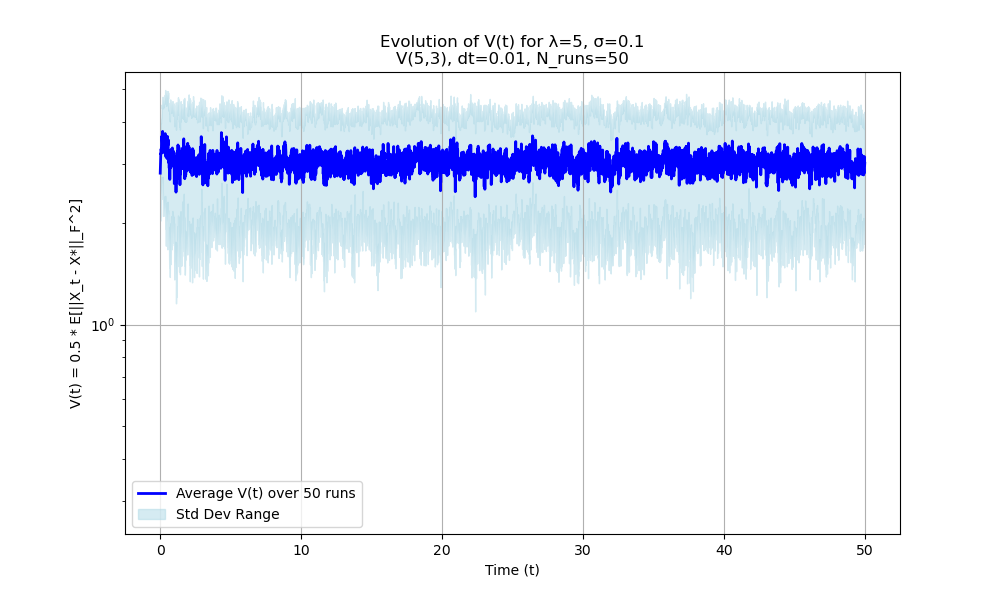 Evolution of V(t) for λ=5, σ=0.1
V(5,3), dt=0.01, N_runs=50
V(t) = 0.5 * E[||X_t - X*||_F^2]
10^0
Average V(t) over 50 runs
Std Dev Range
0 10 20 30 40 50
Time (t)